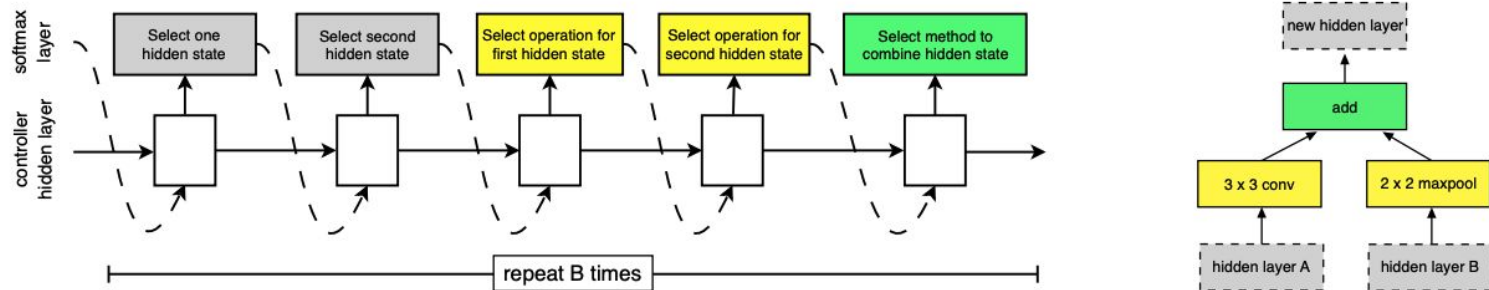 softmax
layer
controller
hidden layer
Select one
hidden state
Select second
hidden state
Select operation for
first hidden state
Select operation for
second hidden state
Select method to
combine hidden state
repeat B times
new hidden layer
add
3 x 3 conv
2 x 2 maxpool
hidden layer A
hidden layer B